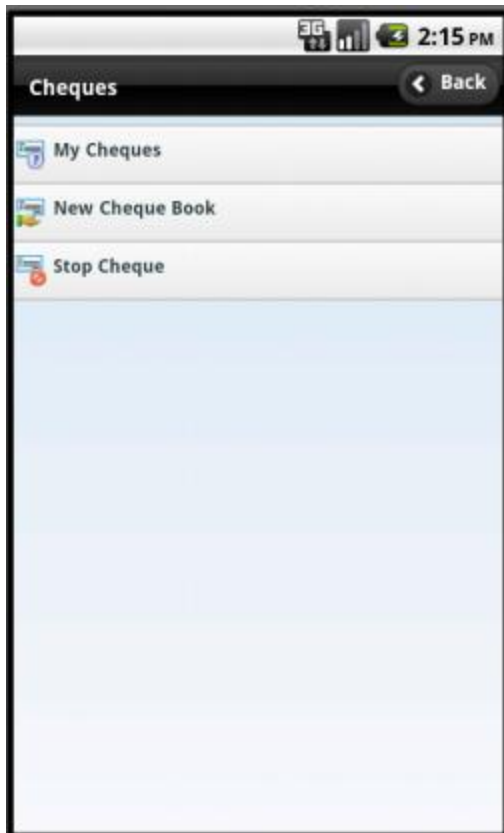 3G 2:15 PM
Cheques Back
My Cheques
New Cheque Book
Stop Cheque